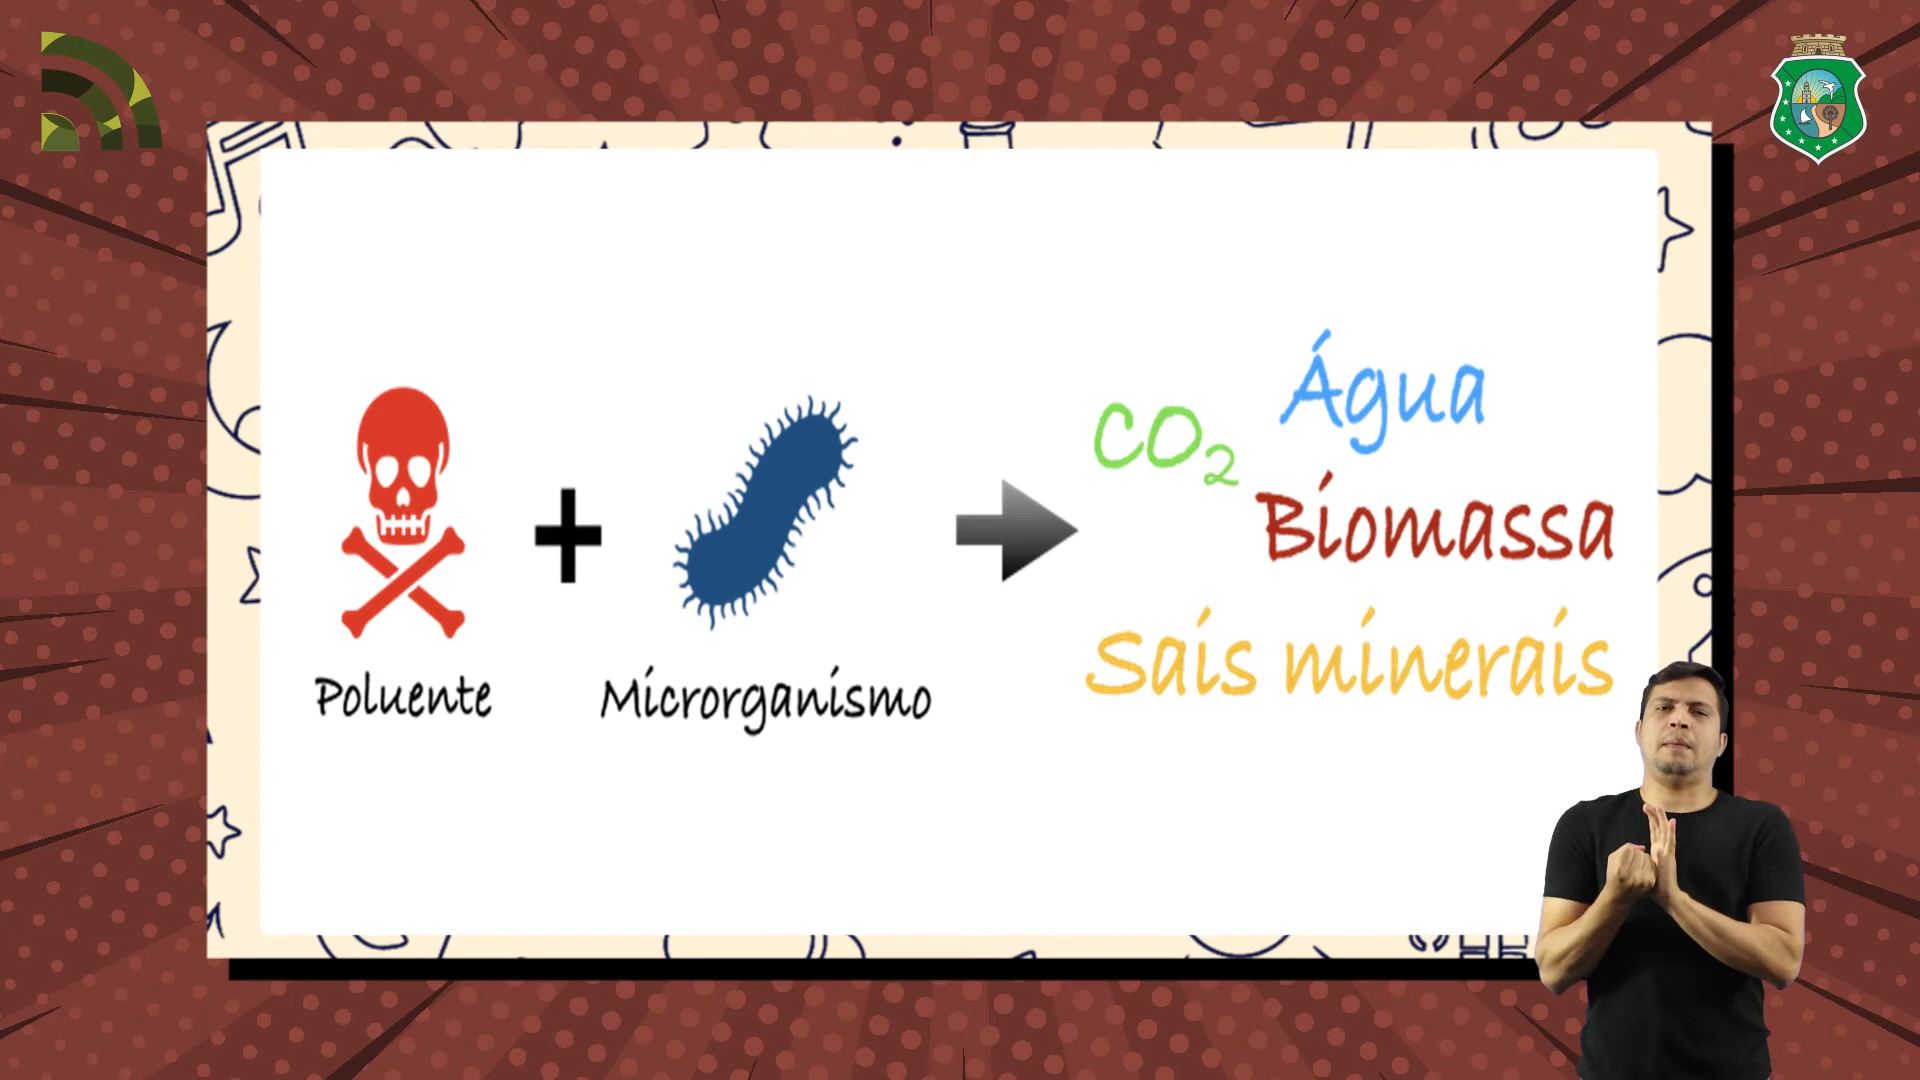 Poluente
Microrganismo
CO₂
Água
Biomassa
Sais minerais